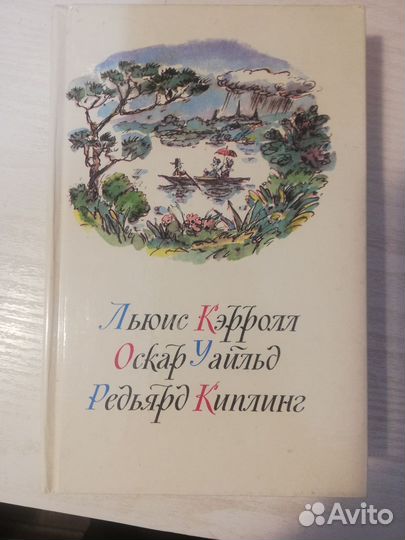 Льюис Кэрролл
Оскар Уайльд
Редьярд Киплинг
Avito